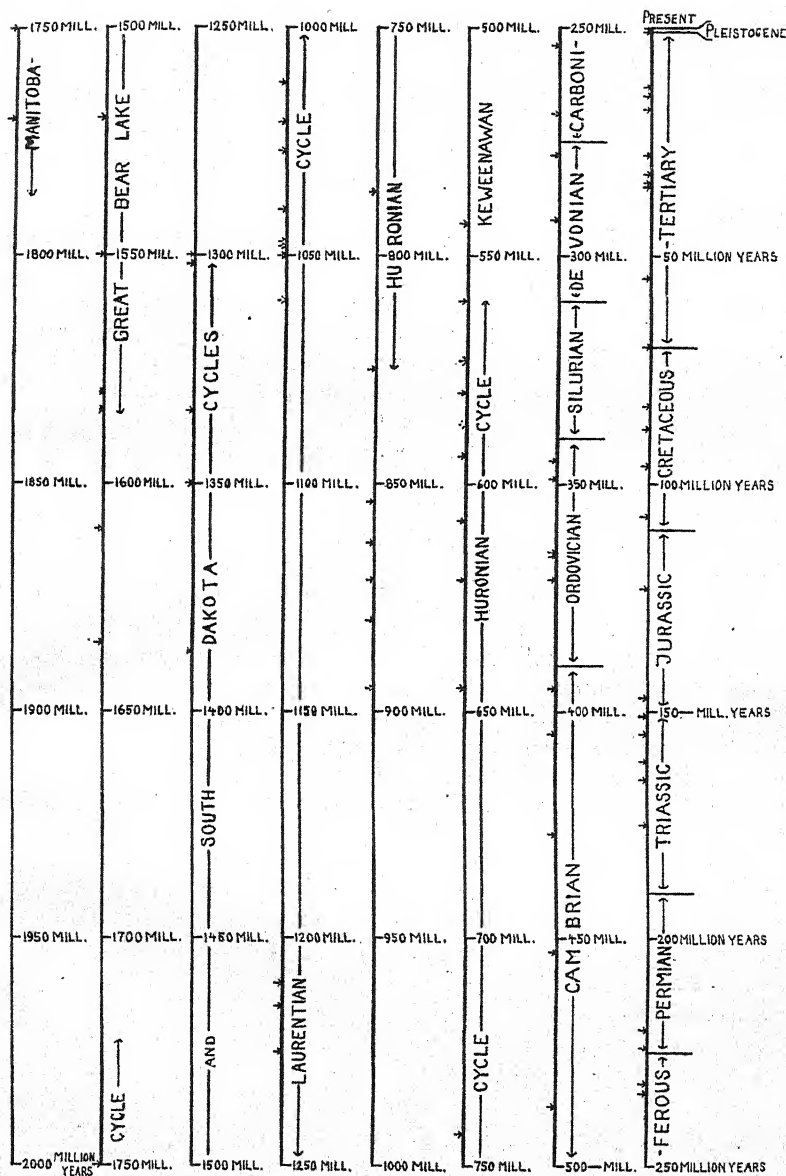 PRESENT
PLEISTOCENE
1750 MILL.
1500 MILL.
1250 MILL.
1000 MILL
750 MILL.
500 MILL.
250 MILL.
1800 MILL.
1550 MILL.
1300 MILL.
1050 MILL.
800 MILL.
550 MILL.
300 MILL.
50 MILLION YEARS
1850 MILL.
1600 MILL.
1350 MILL.
1100 MILL.
850 MILL.
600 MILL.
350 MILL.
100 MILLION YEARS
1900 MILL.
1650 MILL.
1400 MILL.
1150 MILL.
900 MILL.
650 MILL.
400 MILL.
150 MILL. YEARS
1950 MILL.
1700 MILL.
1450 MILL.
1200 MILL.
950 MILL.
700 MILL.
450 MILL.
200 MILLION YEARS
2000 MILLION YEARS
1750 MILL.
1500 MILL.
1250 MILL.
1000 MILL.
750 MILL.
500 MILL.
250 MILLION YEARS
MANITOBA-
GREAT BEAR LAKE
CYCLE
AND SOUTH DAKOTA CYCLES
LAURENTIAN CYCLE
HURONIAN
KEWEENAWAN
CYCLE HURONIAN CYCLE
CARBONI-
DEVONIAN
SILURIAN
ORDOVICIAN
CAMBRIAN
TERTIARY
CRETACEOUS
JURASSIC
TRIASSIC
PERMIAN
FEROUS